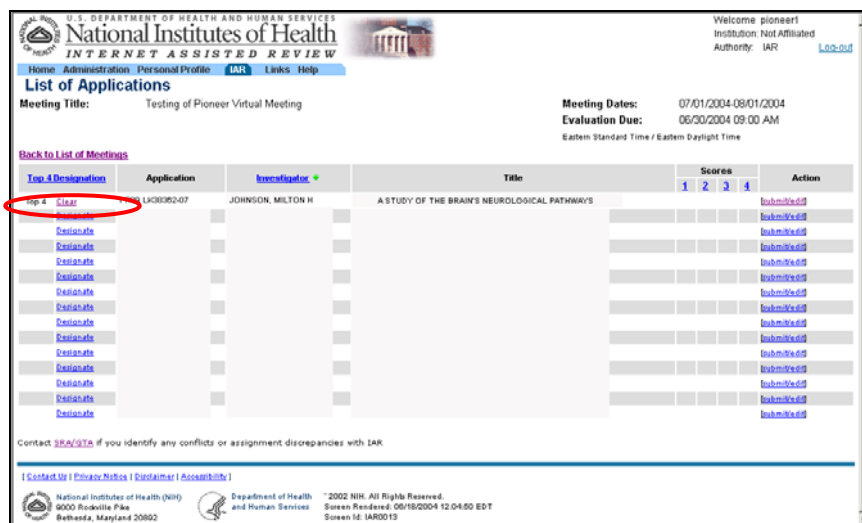 U.S. DEPARTMENT OF HEALTH AND HUMAN SERVICES
National Institutes of Health
INTERNET ASSISTED REVIEW
Welcome pioneer1
Institution: Not Affiliated
Authority: IAR Log-out
Home Administration Personal Profile IAR Links Help
List of Applications
Meeting Title: Testing of Pioneer Virtual Meeting
Meeting Dates: 07/01/2004-08/01/2004
Evaluation Due: 06/30/2004 09:00 AM
Eastern Standard Time / Eastern Daylight Time
Back to List of Meetings
Top 4 Designation Application Investigator Title Scores Action
1 2 3 4
Top 4 Clear JOHNSON, MILTON H A STUDY OF THE BRAIN'S NEUROLOGICAL PATHWAYS [submit/edit]
Designate [submit/edit]
Designate [submit/edit]
Designate [submit/edit]
Designate [submit/edit]
Designate [submit/edit]
Designate [submit/edit]
Designate [submit/edit]
Designate [submit/edit]
Designate [submit/edit]
Designate [submit/edit]
Designate [submit/edit]
Designate [submit/edit]
Designate [submit/edit]
Designate [submit/edit]
Contact SRA/GTA if you identify any conflicts or assignment discrepancies with IAR
[ Contact Us | Privacy Notice | Disclaimer | Accessibility ]
National Institutes of Health (NIH)
9000 Rockville Pike
Bethesda, Maryland 20892
Department of Health
and Human Services
2002 NIH. All Rights Reserved.
Screen Rendered: 06/18/2004 12:04:50 EDT
Screen Id: IAR0013